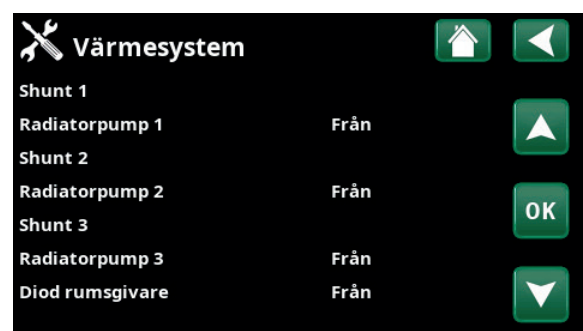 Värmesystem
Shunt 1
Radiatorpump 1 Från
Shunt 2
Radiatorpump 2 Från
Shunt 3
Radiatorpump 3 Från
Diod rumsgivare Från
OK